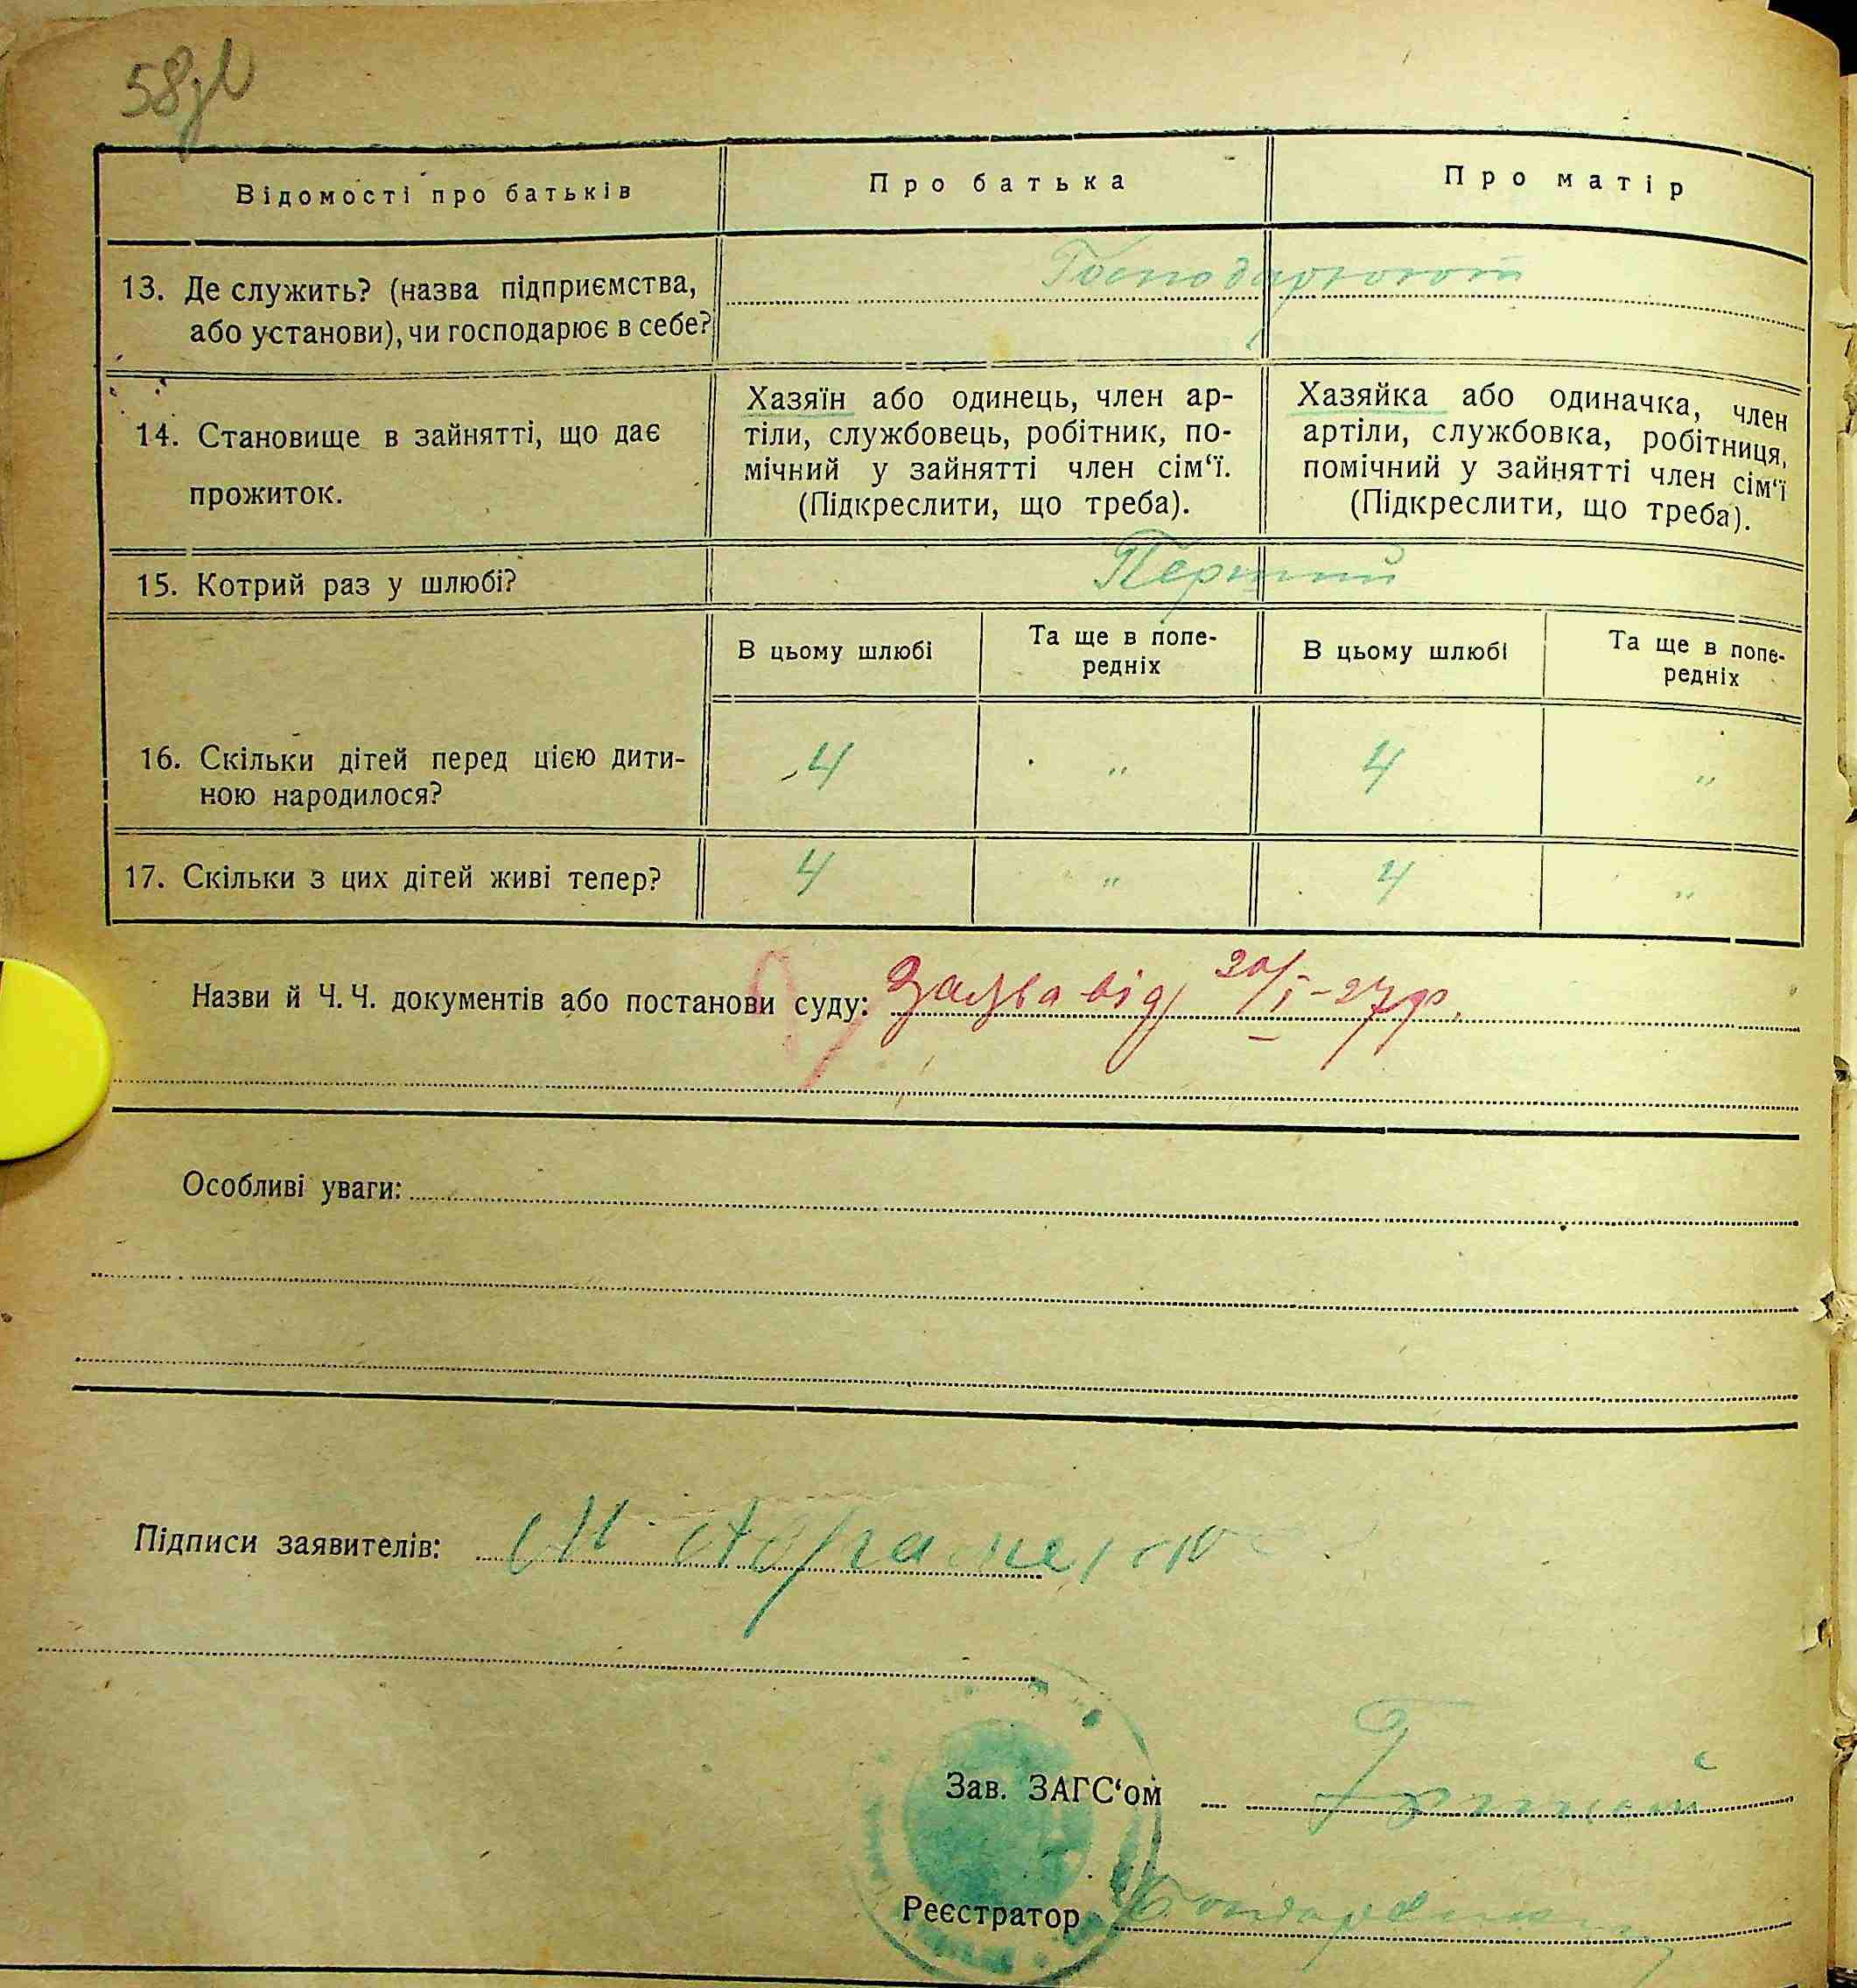 58
Відомості про батьків
Про батька
Про матір
13. Де служить? (назва підприємства,
або установи), чи господарює в себе?
Господарюють
14. Становище в зайнятті, що дає
прожиток.
Хазяїн або одинець, член ар-
тіли, службовець, робітник, по-
мічний у зайнятті член сім‘ї.
(Підкреслити, що треба).
Хазяйка або одиначка, член
артіли, службовка, робітниця,
помічний у зайнятті член сім‘ї
(Підкреслити, що треба).
15. Котрий раз у шлюбі?
Перший
В цьому шлюбі
Та ще в попе-
редніх
В цьому шлюбі
Та ще в попе-
редніх
16. Скільки дітей перед цією дити-
ною народилося?
4 „ 4 „
17. Скільки з цих дітей живі тепер?
4 „ 4 „
Назви й Ч. Ч. документів або постанови суду: Заява від 20/I-27р.
Особливі уваги:
Підписи заявителів: М Авраменко
Зав. ЗАГС‘ом
Реєстратор